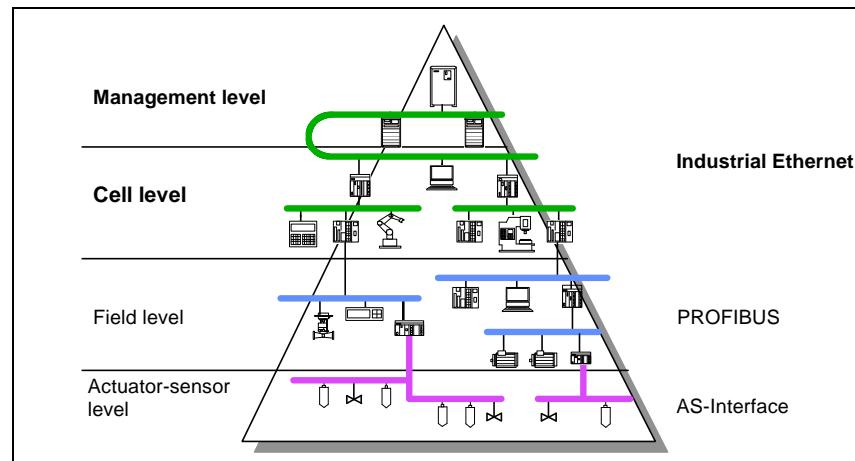 Management level
Industrial Ethernet
Cell level
Field level
PROFIBUS
Actuator-sensor
level
AS-Interface